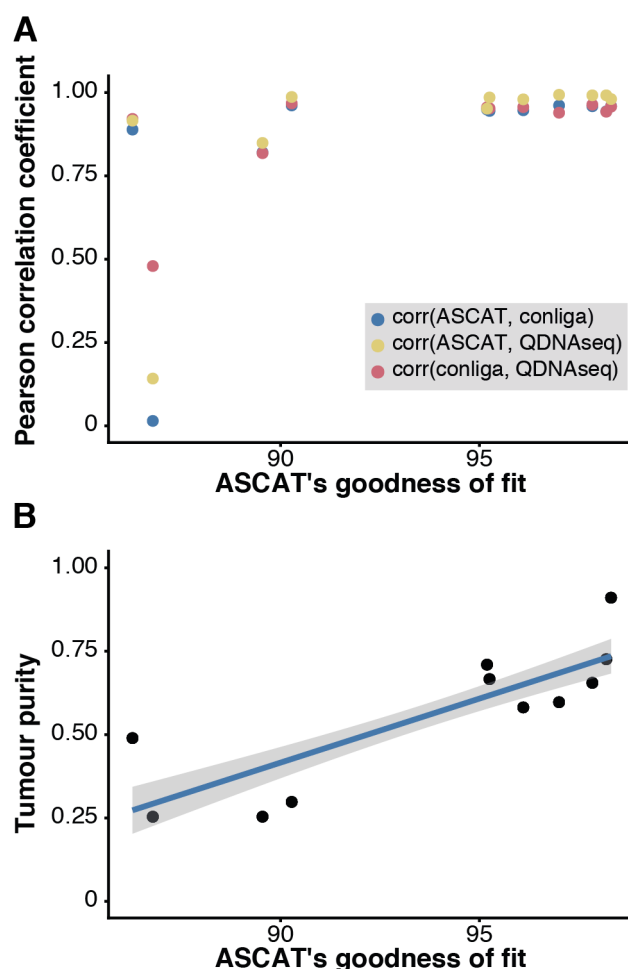 A
Pearson correlation coefficient
1.00
0.75
0.50
0.25
0
corr(ASCAT, conliga)
corr(ASCAT, QDNAseq)
corr(conliga, QDNAseq)
90 95
ASCAT's goodness of fit
B
Tumour purity
1.00
0.75
0.50
0.25
0
90 95
ASCAT's goodness of fit